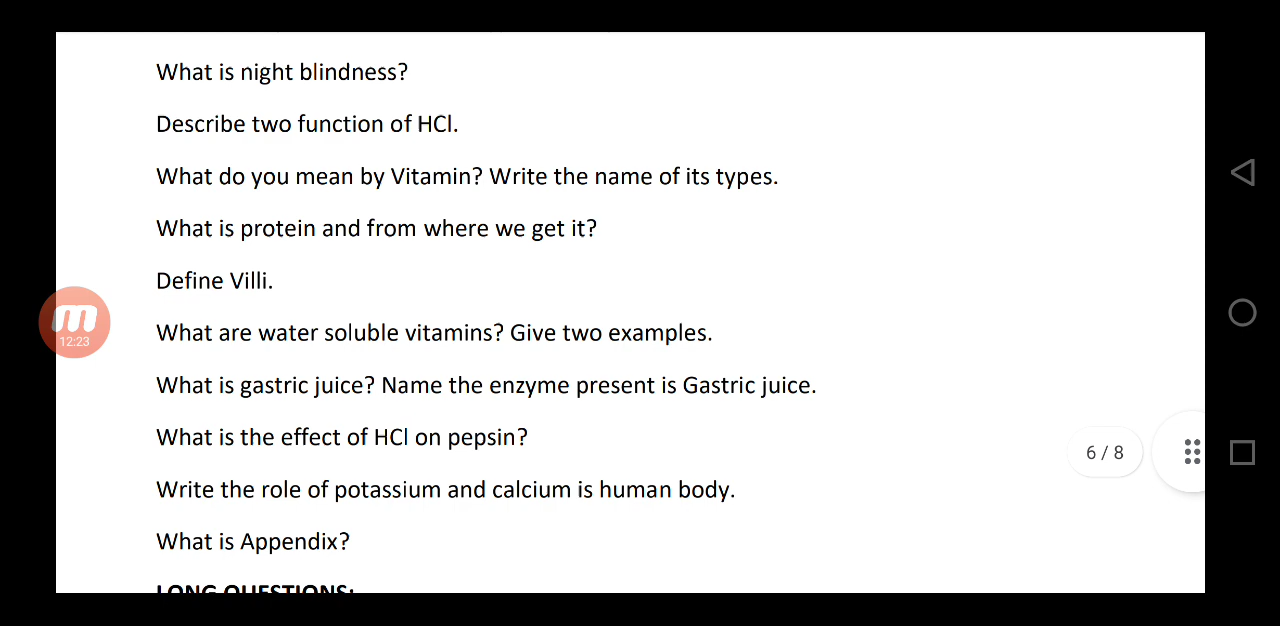 What is night blindness?
Describe two function of HCl.
What do you mean by Vitamin? Write the name of its types.
What is protein and from where we get it?
Define Villi.
What are water soluble vitamins? Give two examples.
What is gastric juice? Name the enzyme present is Gastric juice.
What is the effect of HCl on pepsin?
Write the role of potassium and calcium is human body.
What is Appendix?
LONG QUESTIONS:
m
12:23
6 / 8